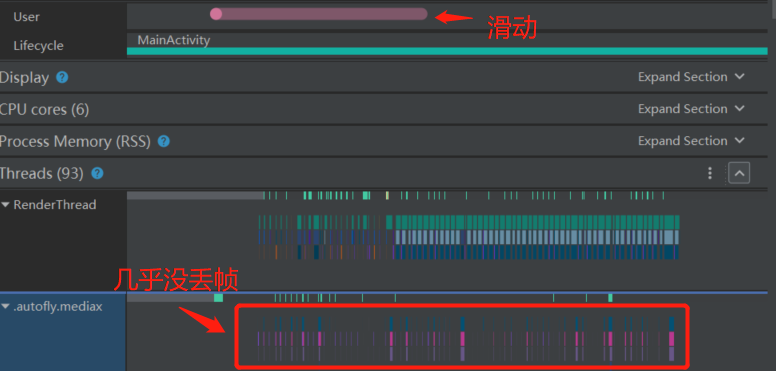 User
滑动
Lifecycle
MainActivity
Display ?
Expand Section
CPU cores (6)
Expand Section
Process Memory (RSS) ?
Expand Section
Threads (93) ?
RenderThread
几乎没丢帧
.autofly.mediax